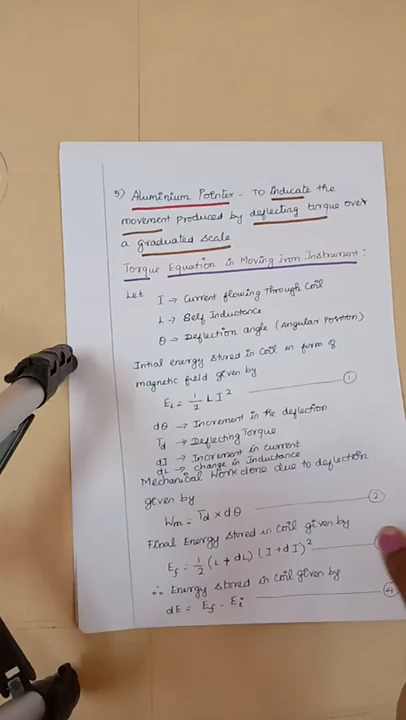 5) Aluminium Pointer - To indicate the
movement produced by deflecting torque over
a graduated scale
Torque Equation in Moving Iron Instrument :
Let I → Current flowing through coil
L → Self Inductance
θ → Deflection angle (Angular Position)
Intial energy stored in coil in form of
magnetic field given by
Ei = 1/2 L I² ——— ①
dθ → Increment in the deflection
Td → Deflecting Torque
dI → Increment in current
dL → change in Inductance
Mechanical Work done due to deflection
given by
Wm = Td × dθ ——— ②
Final Energy stored in coil given by
Ef = 1/2 (L + dL) (I + dI)² ———
∴ Energy stored in coil given by
dE = Ef - Ei ——— ④